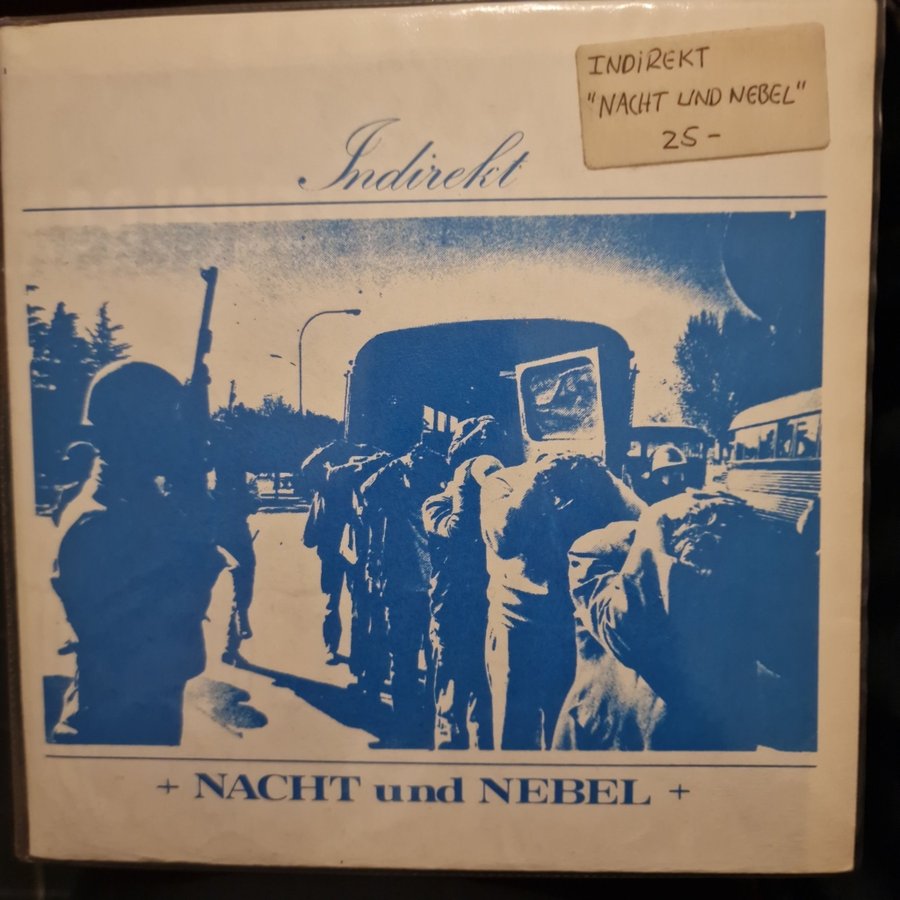 INDIREKT
"NACHT UND NEBEL"
25-
Indirekt
+ NACHT und NEBEL +